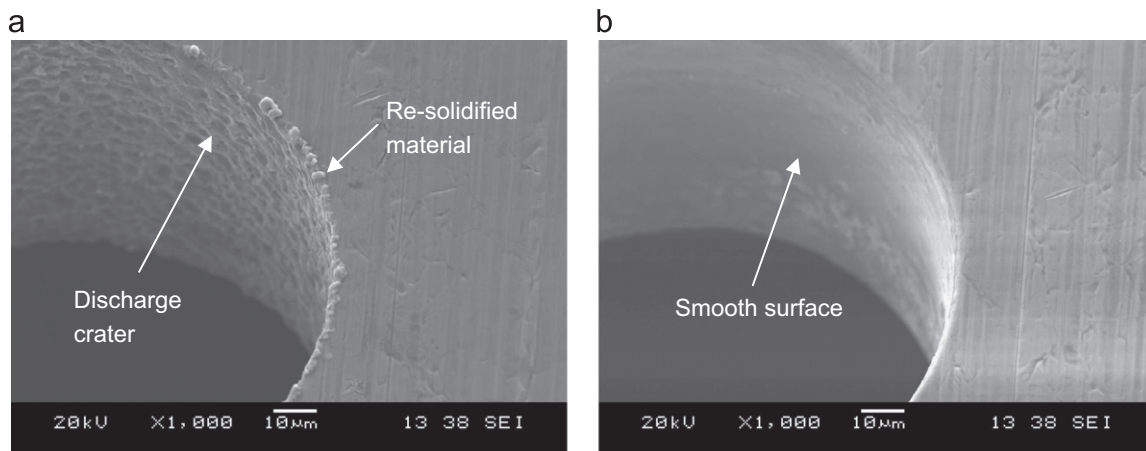 a
b
Re-solidified
material
Discharge
crater
Smooth surface
20kV X1,000 10μm 13 38 SEI
20kV X1,000 10μm 13 38 SEI